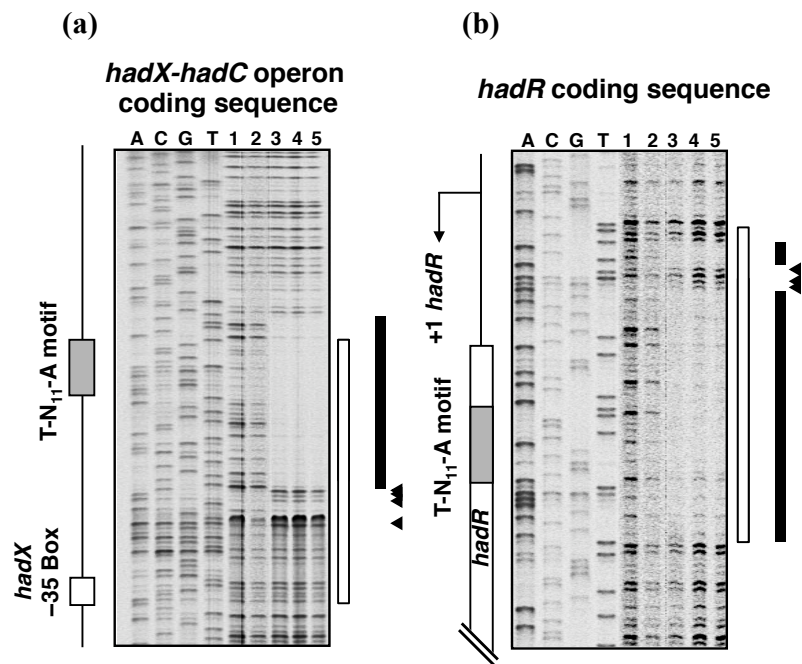 (a)
hadX-hadC operon
coding sequence
A C G T 1 2 3 4 5
T-N₁₁-A motif
hadX
–35 Box
(b)
hadR coding sequence
A C G T 1 2 3 4 5
+1 hadR
T-N₁₁-A motif
hadR